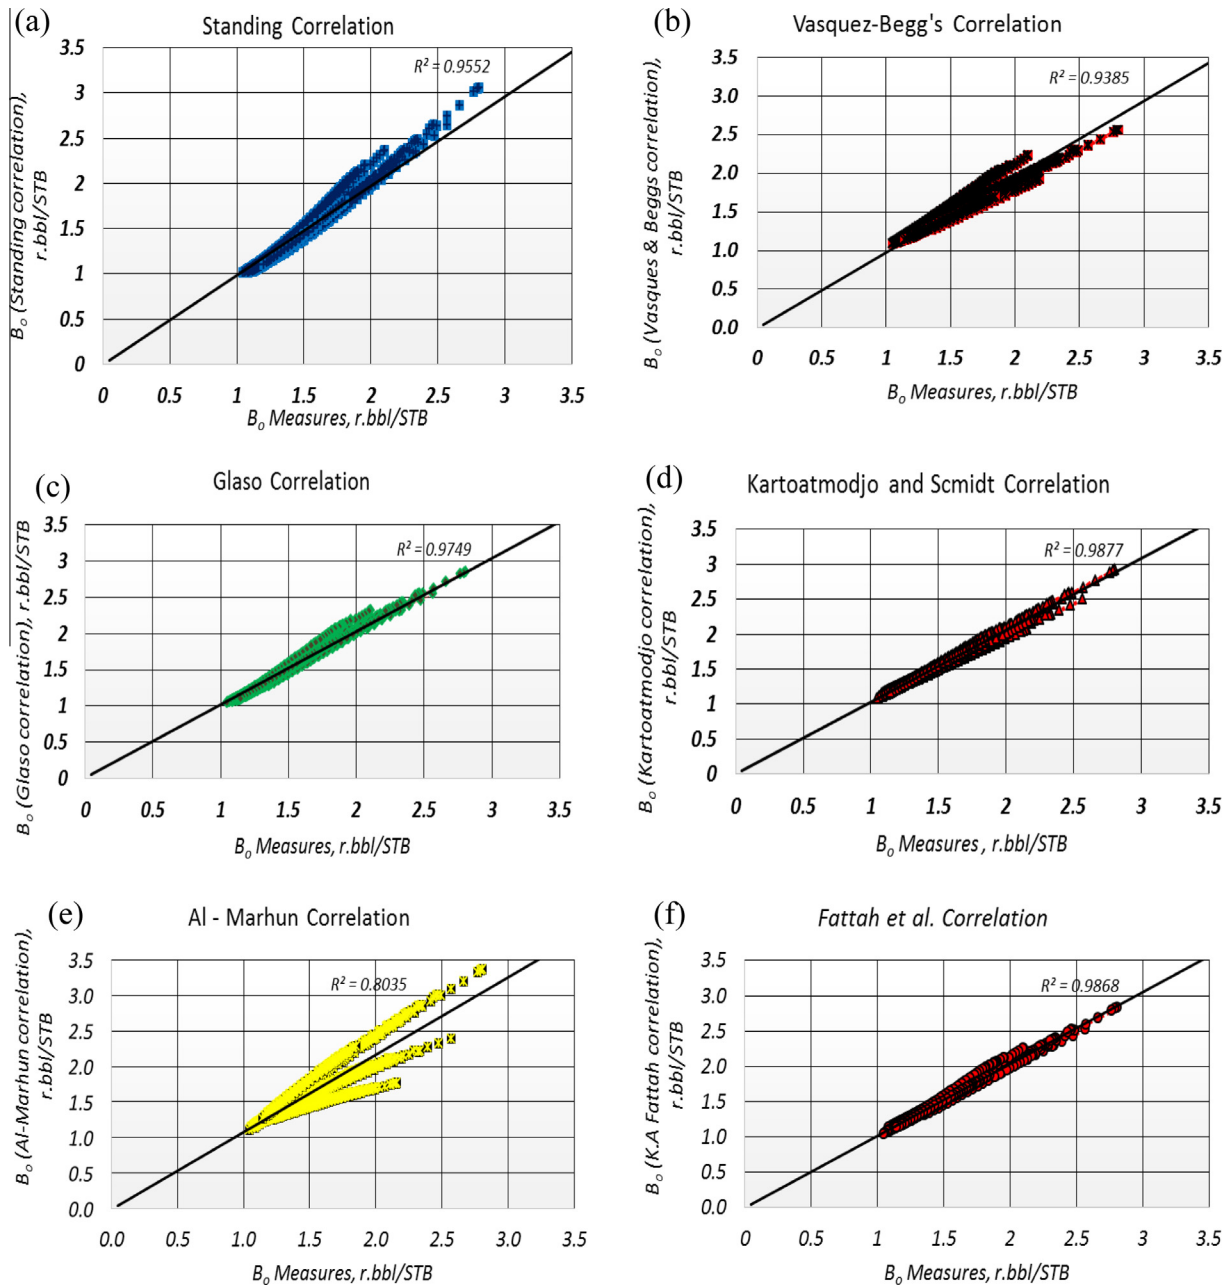 (a)
Standing Correlation
B₀ (Standing correlation),
r.bbl/STB
3.5
3
2.5
2
1.5
1
0.5
0
R² = 0.9552
0 0.5 1 1.5 2 2.5 3 3.5
B₀ Measures, r.bbl/STB
(b)
Vasquez-Begg's Correlation
B₀ (Vasques & Beggs correlation),
r.bbl/STB
3.5
3.0
2.5
2.0
1.5
1.0
0.5
0.0
R² = 0.9385
0 0.5 1 1.5 2 2.5 3 3.5
B₀ Measures, r.bbl/STB
(c)
Glaso Correlation
B₀ (Glaso correlation), r.bbl/STB
3.5
3
2.5
2
1.5
1
0.5
0
R² = 0.9749
0 0.5 1 1.5 2 2.5 3 3.5
B₀ Measures, r.bbl/STB
(d)
Kartoatmodjo and Scmidt Correlation
B₀ (Kartoatmodjo correlation),
r.bbl/STB
3.5
3
2.5
2
1.5
1
0.5
0
R² = 0.9877
0 0.5 1 1.5 2 2.5 3 3.5
B₀ Measures , r.bbl/STB
(e)
Al - Marhun Correlation
B₀ (Al-Marhun correlation),
r.bbl/STB
3.5
3.0
2.5
2.0
1.5
1.0
0.5
0.0
R² = 0.8035
0.0 0.5 1.0 1.5 2.0 2.5 3.0 3.5
B₀ Measures, r.bbl/STB
(f)
Fattah et al. Correlation
B₀ (K.A Fattah correlation),
r.bbl/STB
3.5
3.0
2.5
2.0
1.5
1.0
0.5
0.0
R² = 0.9868
0 0.5 1 1.5 2 2.5 3 3.5
B₀ Measures, r.bbl/STB